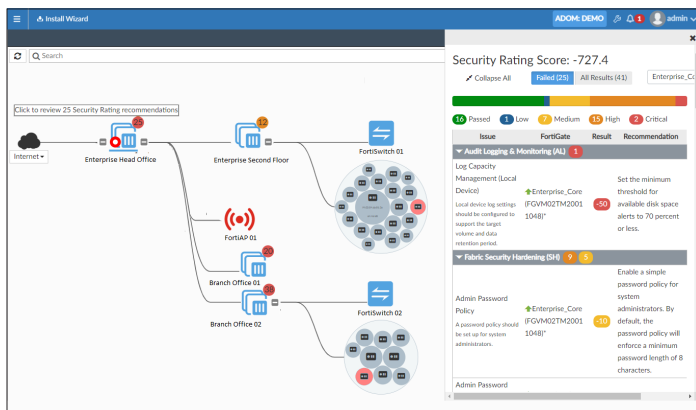 Install Wizard
ADOM: DEMO
1
admin
Search
Click to review 25 Security Rating recommendations
25
12
Internet
Enterprise Head Office
Enterprise Second Floor
FortiSwitch 01
FortiAP 01
20
Branch Office 01
18
Branch Office 02
FortiSwitch 02
Security Rating Score: -727.4
Collapse All
Failed (25)
All Results (41)
Enterprise_Co
16 Passed
1 Low
7 Medium
15 High
2 Critical
Issue FortiGate Result Recommendation
Audit Logging & Monitoring (AL) 1
Log Capacity
Management (Local
Device)
Local device log settings
should be configured to
support the target
volume and data
retention period.
Enterprise_Core
(FGVM02TM2001
1048)*
-50
Set the minimum
threshold for
available disk space
alerts to 70 percent
or less.
Fabric Security Hardening (SH) 9 5
Admin Password
Policy
A password policy should
be set up for system
administrators.
Enterprise_Core
(FGVM02TM2001
1048)*
-10
Enable a simple
password policy for
system
administrators. By
default, the
password policy will
enforce a minimum
password length of 8
characters.
Admin Password